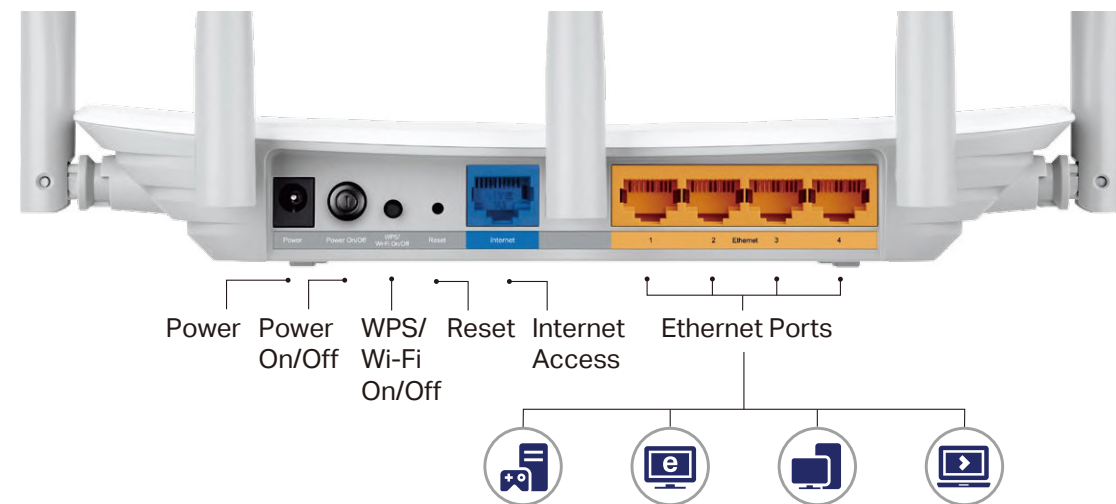 Power
Power On/Off
WPS/
Wi-Fi On/Off
Reset
Internet
1
2
Ethernet
3
4
Power
Power
On/Off
WPS/
Wi-Fi
On/Off
Reset
Internet
Access
Ethernet Ports
e